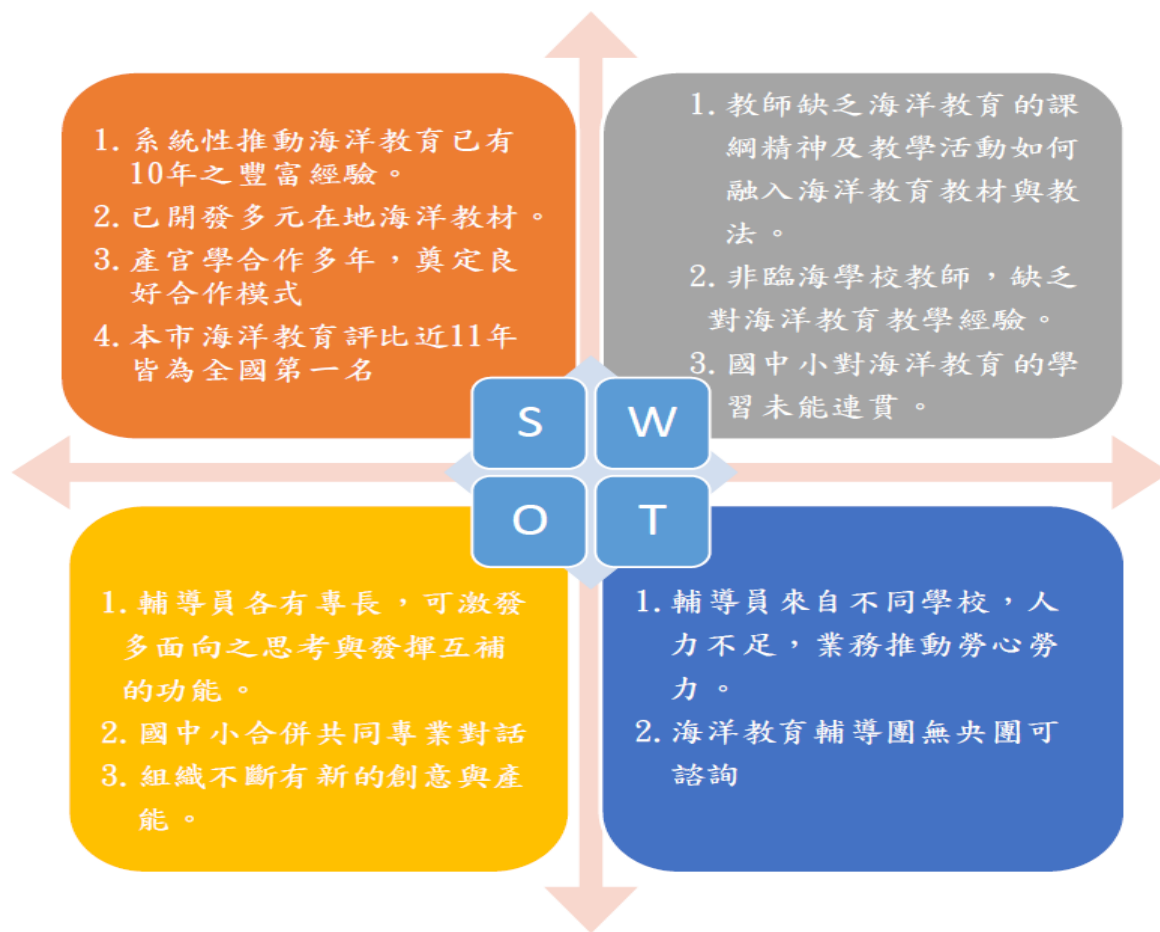 1. 系統性推動海洋教育已有
10年之豐富經驗。
2. 已開發多元在地海洋教材。
3. 產官學合作多年，奠定良
好合作模式
4. 本市海洋教育評比近11年
皆為全國第一名
1. 教師缺乏海洋教育的課
綱精神及教學活動如何
融入海洋教育教材與教
法。
2. 非臨海學校教師，缺乏
對海洋教育教學經驗。
3. 國中小對海洋教育的學
習未能連貫。
S
W
O
T
1. 輔導員各有專長，可激發
多面向之思考與發揮互補
的功能。
2. 國中小合併共同專業對話
3. 組織不斷有新的創意與產
能。
1. 輔導員來自不同學校，人
力不足，業務推動勞心勞
力。
2. 海洋教育輔導團無央團可
諮詢